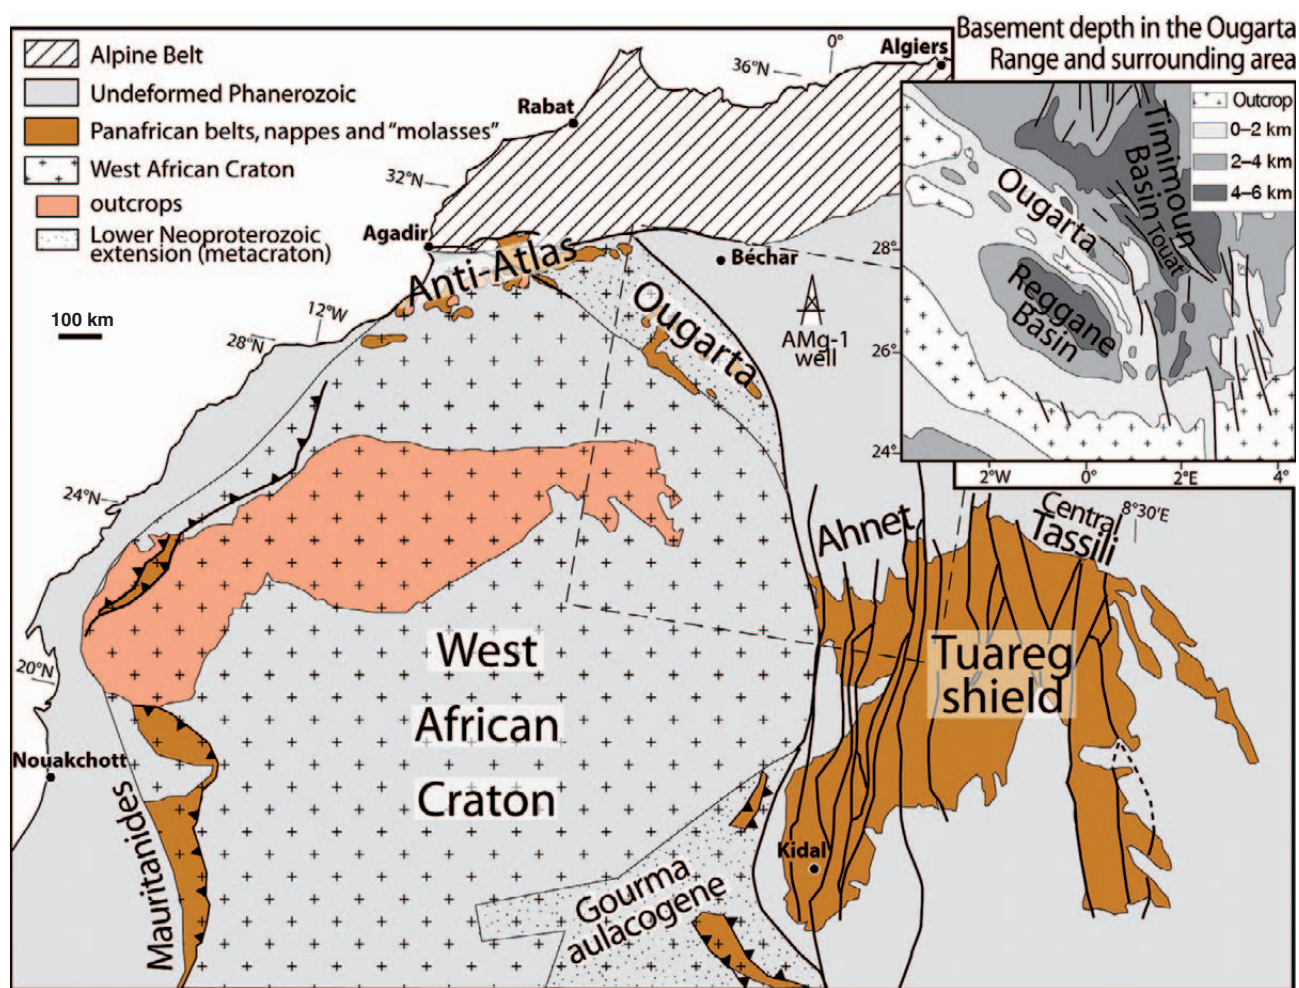 Alpine Belt
Undeformed Phanerozoic
Panafrican belts, nappes and "molasses"
West African Craton
outcrops
Lower Neoproterozoic
extension (metacraton)
100 km
Basement depth in the Ougarta
Range and surrounding area
Outcrop
0–2 km
2–4 km
4–6 km
Timimoun
Basin
Touat
Ougarta
Reggane
Basin
28°
26°
24°
2°W
0°
2°E
4°
0°
Algiers
36°N
Rabat
32°N
Agadir
Anti-Atlas
Béchar
Ougarta
AMg-1
well
12°W
28°N
24°N
Ahnet
Central
Tassili
8°30'E
20°N
West
African
Craton
Tuareg
shield
Nouakchott
Mauritanides
Kidal
Gourma
aulacogene